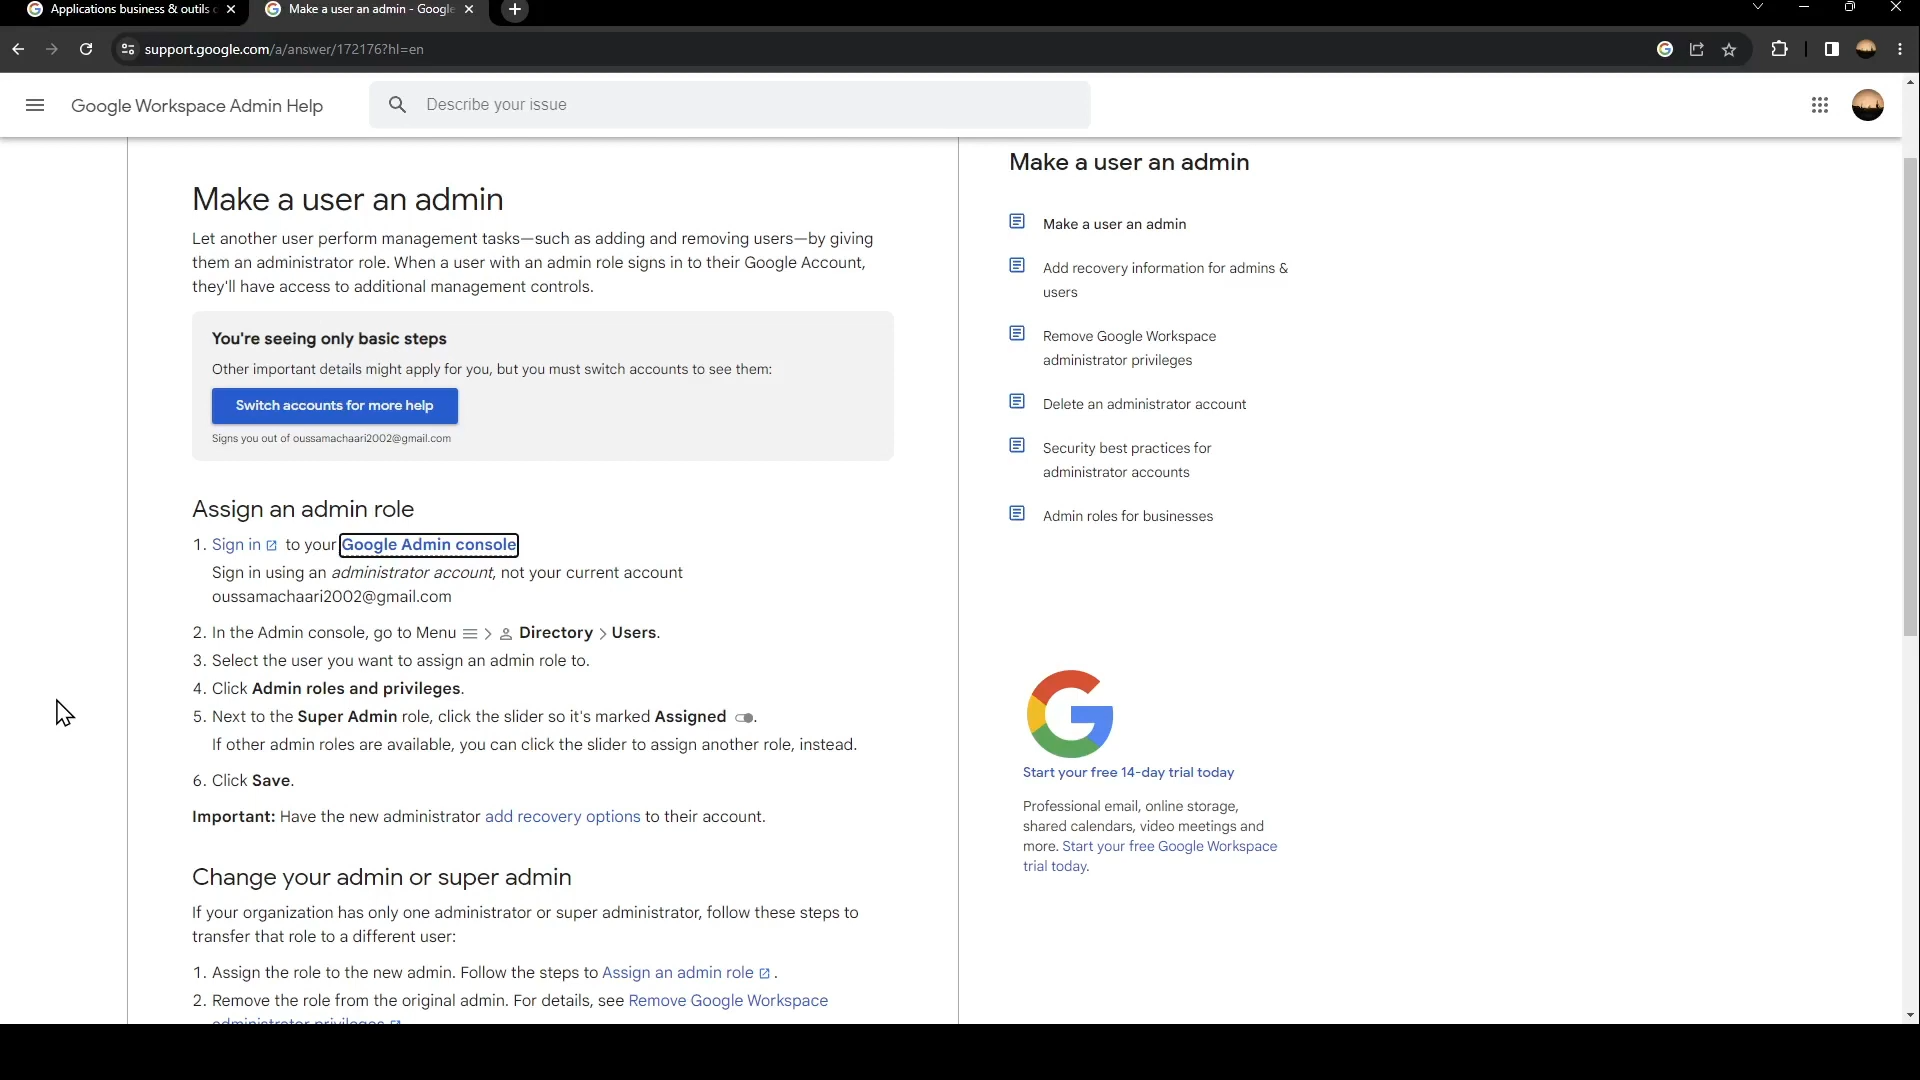 Applications business & outils c
Make a user an admin - Google
support.google.com/a/answer/172176?hl=en
Google Workspace Admin Help
Describe your issue
Make a user an admin
Let another user perform management tasks—such as adding and removing users—by giving
them an administrator role. When a user with an admin role signs in to their Google Account,
they'll have access to additional management controls.
You're seeing only basic steps
Other important details might apply for you, but you must switch accounts to see them:
Switch accounts for more help
Signs you out of oussamachaari2002@gmail.com
Assign an admin role
1. Sign in to your Google Admin console
Sign in using an administrator account, not your current account
oussamachaari2002@gmail.com
2. In the Admin console, go to Menu > Directory > Users.
3. Select the user you want to assign an admin role to.
4. Click Admin roles and privileges.
5. Next to the Super Admin role, click the slider so it's marked Assigned .
If other admin roles are available, you can click the slider to assign another role, instead.
6. Click Save.
Important: Have the new administrator add recovery options to their account.
Change your admin or super admin
If your organization has only one administrator or super administrator, follow these steps to
transfer that role to a different user:
1. Assign the role to the new admin. Follow the steps to Assign an admin role .
2. Remove the role from the original admin. For details, see Remove Google Workspace
administrator privileges
Make a user an admin
Make a user an admin
Add recovery information for admins &
users
Remove Google Workspace
administrator privileges
Delete an administrator account
Security best practices for
administrator accounts
Admin roles for businesses
Start your free 14-day trial today
Professional email, online storage,
shared calendars, video meetings and
more. Start your free Google Workspace
trial today.